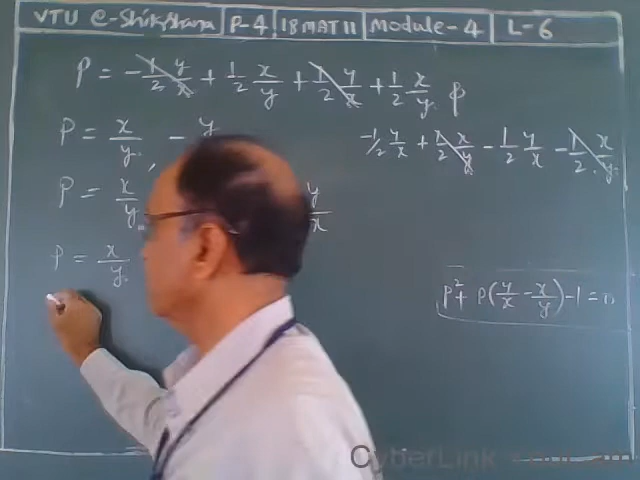 VTU e-Shikshana P-4 18MAT11 Module-4 L-6
P = - 1/2 y/x + 1/2 x/y + 1/2 y/x + 1/2 x/y p
P = x/y , - y
-1/2 y/x + 1/2 x/y - 1/2 y/x - 1/2 x/y
P = x/y y/x
P = x/y
p² + p(y/x - x/y) - 1 = 0
CyberLink